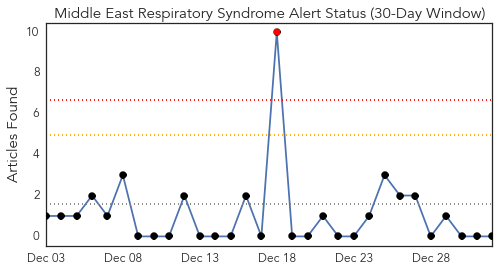 Middle East Respiratory Syndrome Alert Status (30-Day Window)
Articles Found
10
8
6
4
2
0
Dec 03 Dec 08 Dec 13 Dec 18 Dec 23 Dec 28